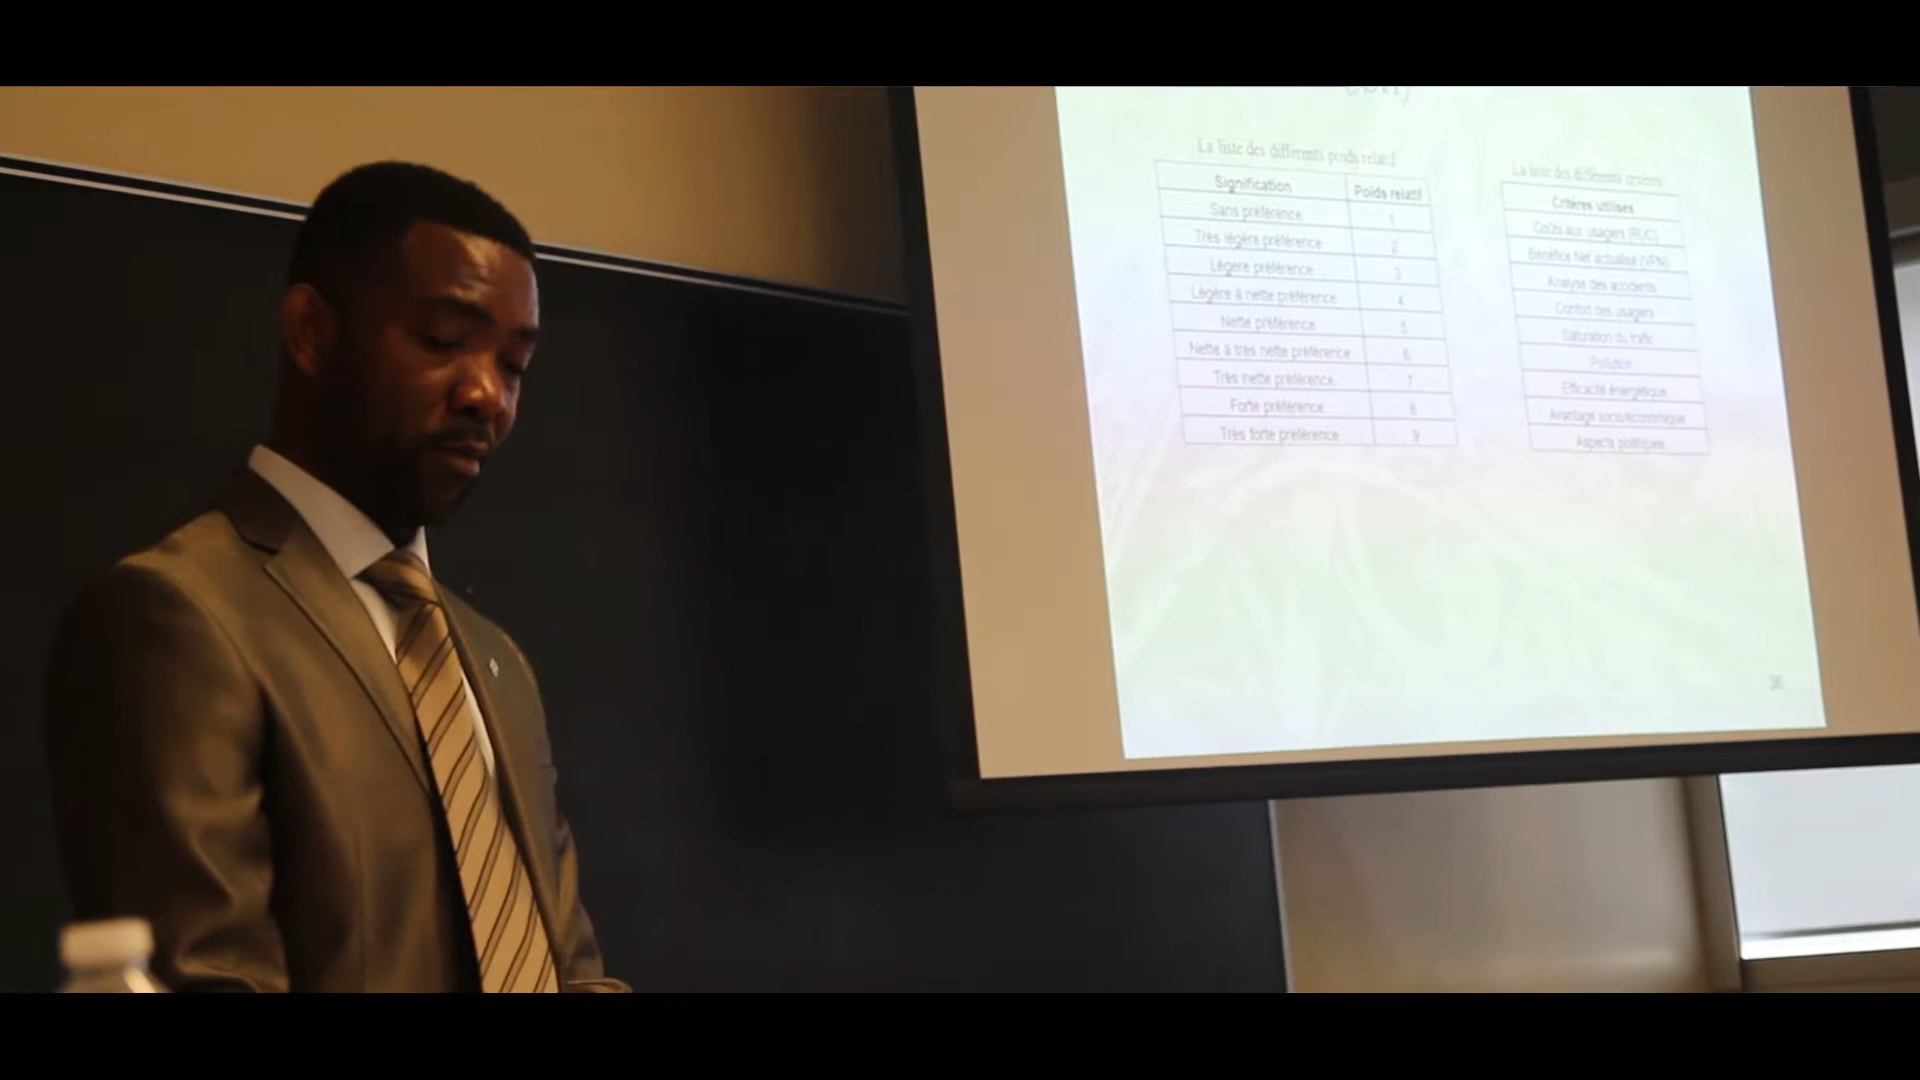 La liste des différents poids relatif
Signification Poids relatif
Sans préférence 1
Très légère préférence 2
Légère préférence 3
Légère à nette préférence 4
Nette préférence 5
Nette à très nette préférence 6
Très nette préférence 7
Forte préférence 8
Très forte préférence 9
La liste des différents critères
Critères utilisés
Coûts aux usagers (RUC)
Bénéfice Net actualisé (VPN)
Analyse des accidents
Confort des usagers
Saturation du trafic
Pollution
Efficacité énergétique
Avantage socio/économique
Aspects politiques
36